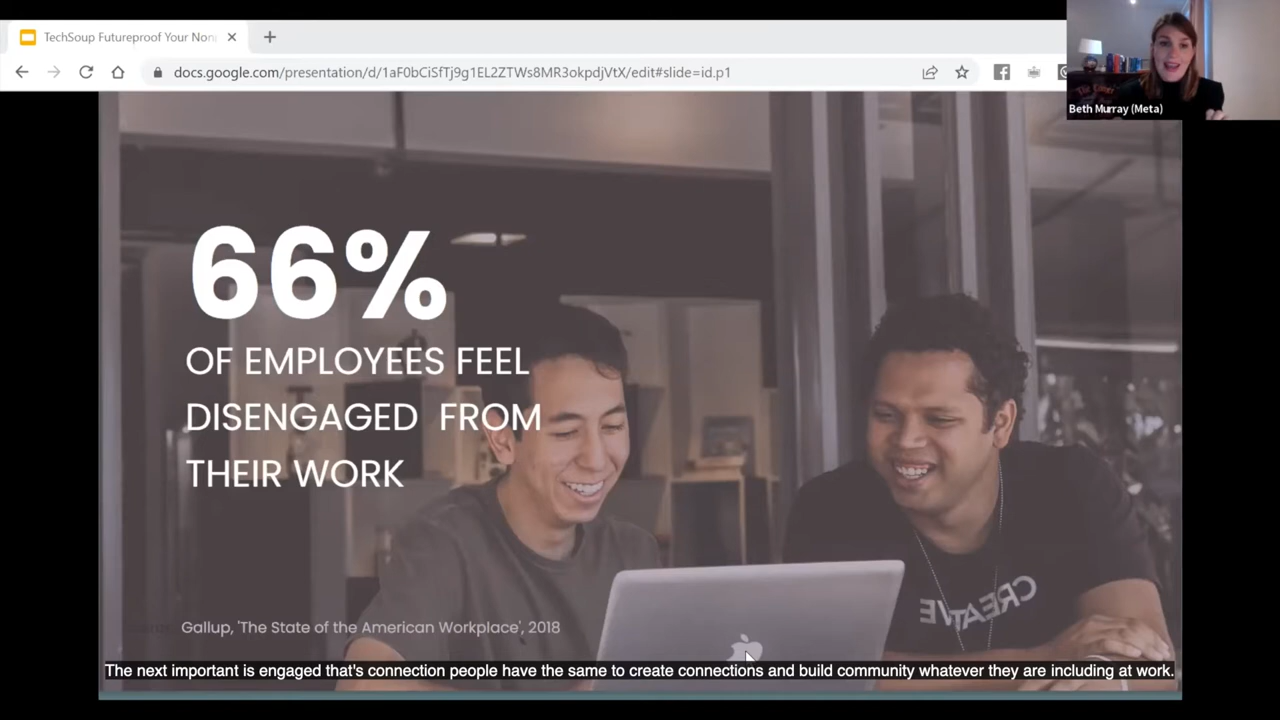 TechSoup Futureproof Your Non
docs.google.com/presentation/d/1aF0bCiSfTj9g1EL2ZTWs8MR3okpdjVtX/edit#slide=id.p1
Beth Murray (Meta)
66%
OF EMPLOYEES FEEL
DISENGAGED FROM
THEIR WORK
CREATIVE
Gallup, 'The State of the American Workplace', 2018
The next important is engaged that's connection people have the same to create connections and build community whatever they are including at work.